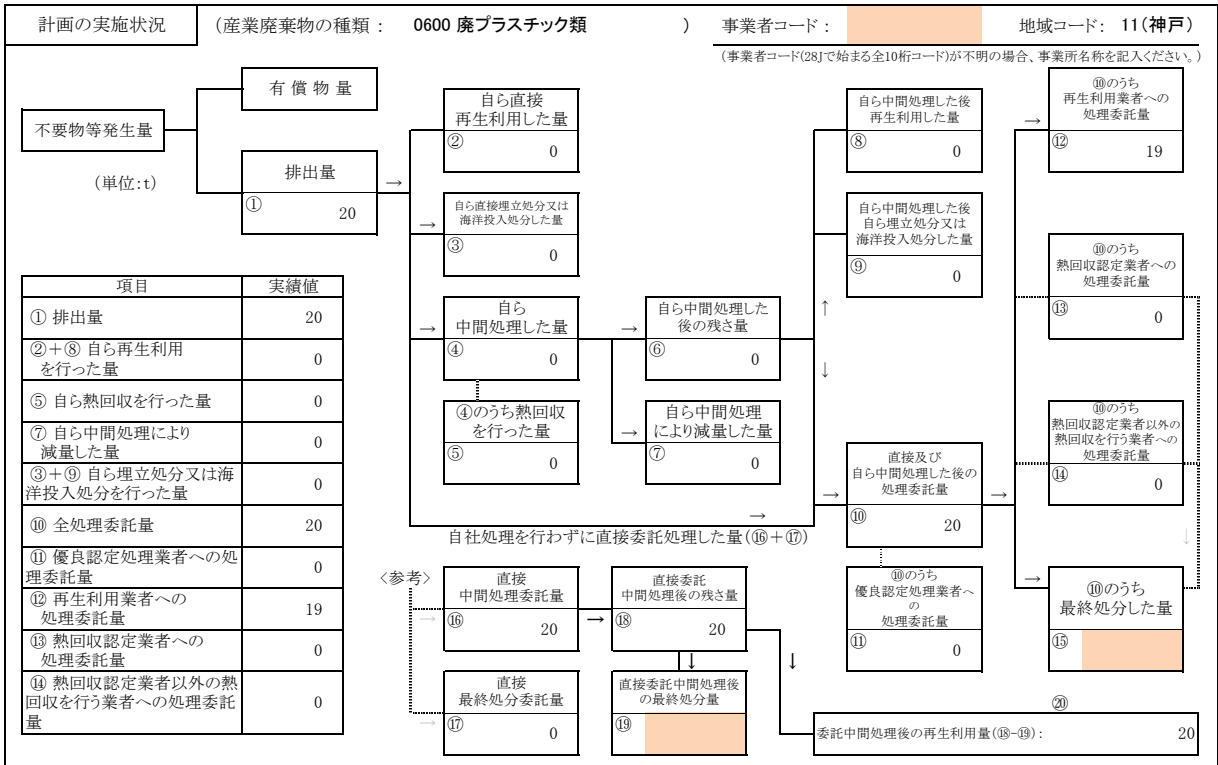 計画の実施状況
(産業廃棄物の種類 : 0600 廃プラスチック類 )
事業者コード :
地域コード: 11(神戸)
(事業者コード(28Jで始まる全10桁コード)が不明の場合、事業所名称を記入ください。)
不要物等発生量
(単位:t)
有 償 物 量
排出量
① 20
→
自ら直接
再生利用した量
② 0
→
自ら直接埋立処分又は
海洋投入処分した量
③ 0
→
自ら
中間処理した量
④ 0
④のうち熱回収
を行った量
⑤ 0
→
自ら中間処理した
後の残さ量
⑥ 0
→
自ら中間処理
により減量した量
⑦ 0
自ら中間処理した後
再生利用した量
⑧ 0
自ら中間処理した後
自ら埋立処分又は
海洋投入処分した量
⑨ 0
↑
↓
→
直接及び
自ら中間処理した後の
処理委託量
⑩ 20
→
⑩のうち
優良認定処理業者へ
の
処理委託量
⑪ 0
→
⑩のうち
再生利用業者への
処理委託量
⑫ 19
⑩のうち
熱回収認定業者への
処理委託量
⑬ 0
⑩のうち
熱回収認定業者以外の
熱回収を行う業者への
処理委託量
⑭ 0
↓
→
⑩のうち
最終処分した量
⑮
項目 実績値
① 排出量 20
②+⑧ 自ら再生利用
を行った量 0
⑤ 自ら熱回収を行った量 0
⑦ 自ら中間処理により
減量した量 0
③+⑨ 自ら埋立処分又は海
洋投入処分を行った量 0
⑩ 全処理委託量 20
⑪ 優良認定処理業者への処
理委託量 0
⑫ 再生利用業者への
処理委託量 19
⑬ 熱回収認定業者への
処理委託量 0
⑭ 熱回収認定業者以外の熱
回収を行う業者への処理委託
量 0
→
自社処理を行わずに直接委託処理した量(⑯+⑰)
<参考>
→
直接
中間処理委託量
⑯ 20
→
直接委託
中間処理後の残さ量
⑱ 20
→
直接
最終処分委託量
⑰ 0
↓
直接委託中間処理後
の最終処分量
⑲
↓
⑳
委託中間処理後の再生利用量(⑱-⑲): 20